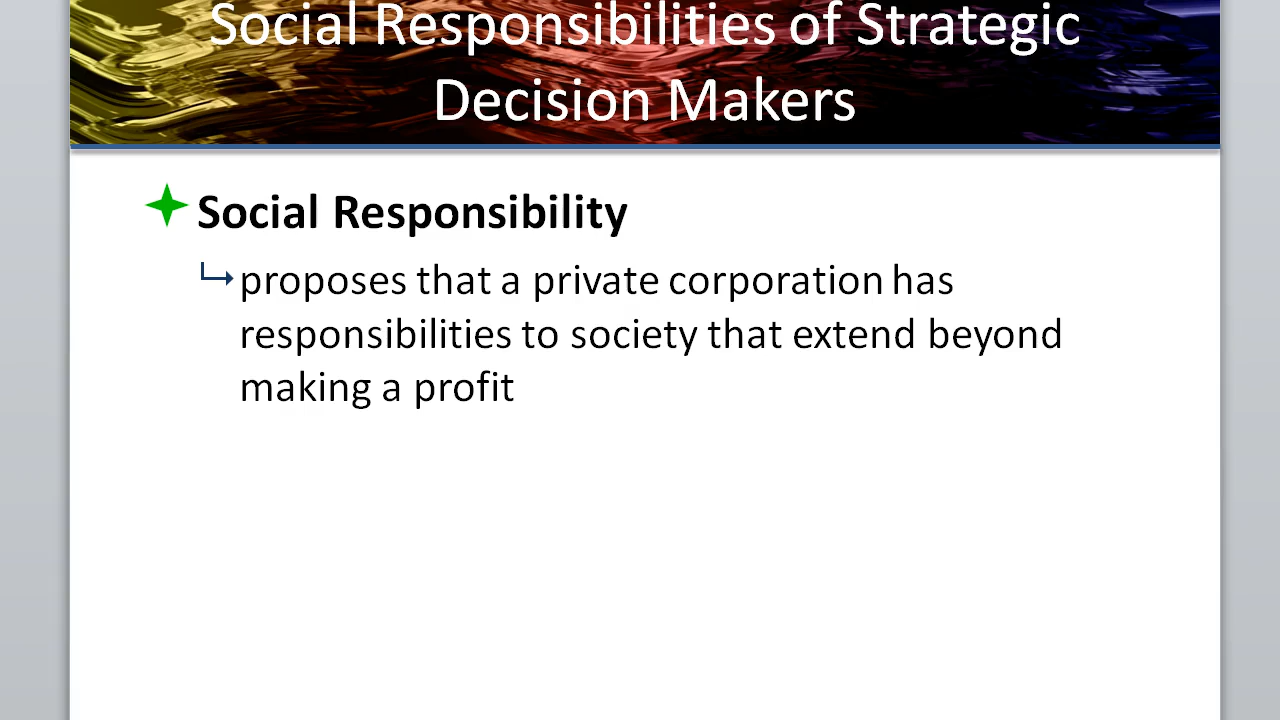 Social Responsibilities of Strategic
Decision Makers
Social Responsibility
proposes that a private corporation has
responsibilities to society that extend beyond
making a profit